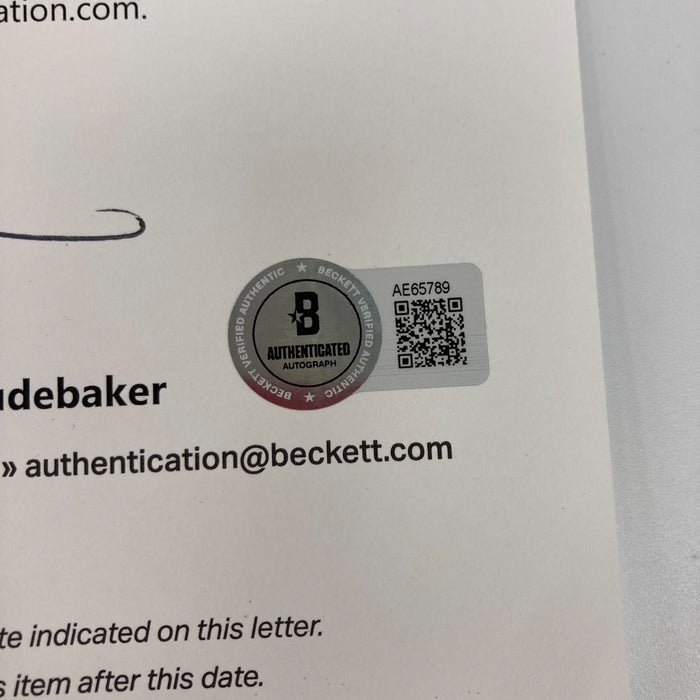 ation.com.
BECKETT VERIFIED AUTHENTIC ★ BECKETT VERIFIED AUTHENTIC ★
B
AUTHENTICATED
AUTOGRAPH
AE65789
udebaker
» authentication@beckett.com
te indicated on this letter.
s item after this date.